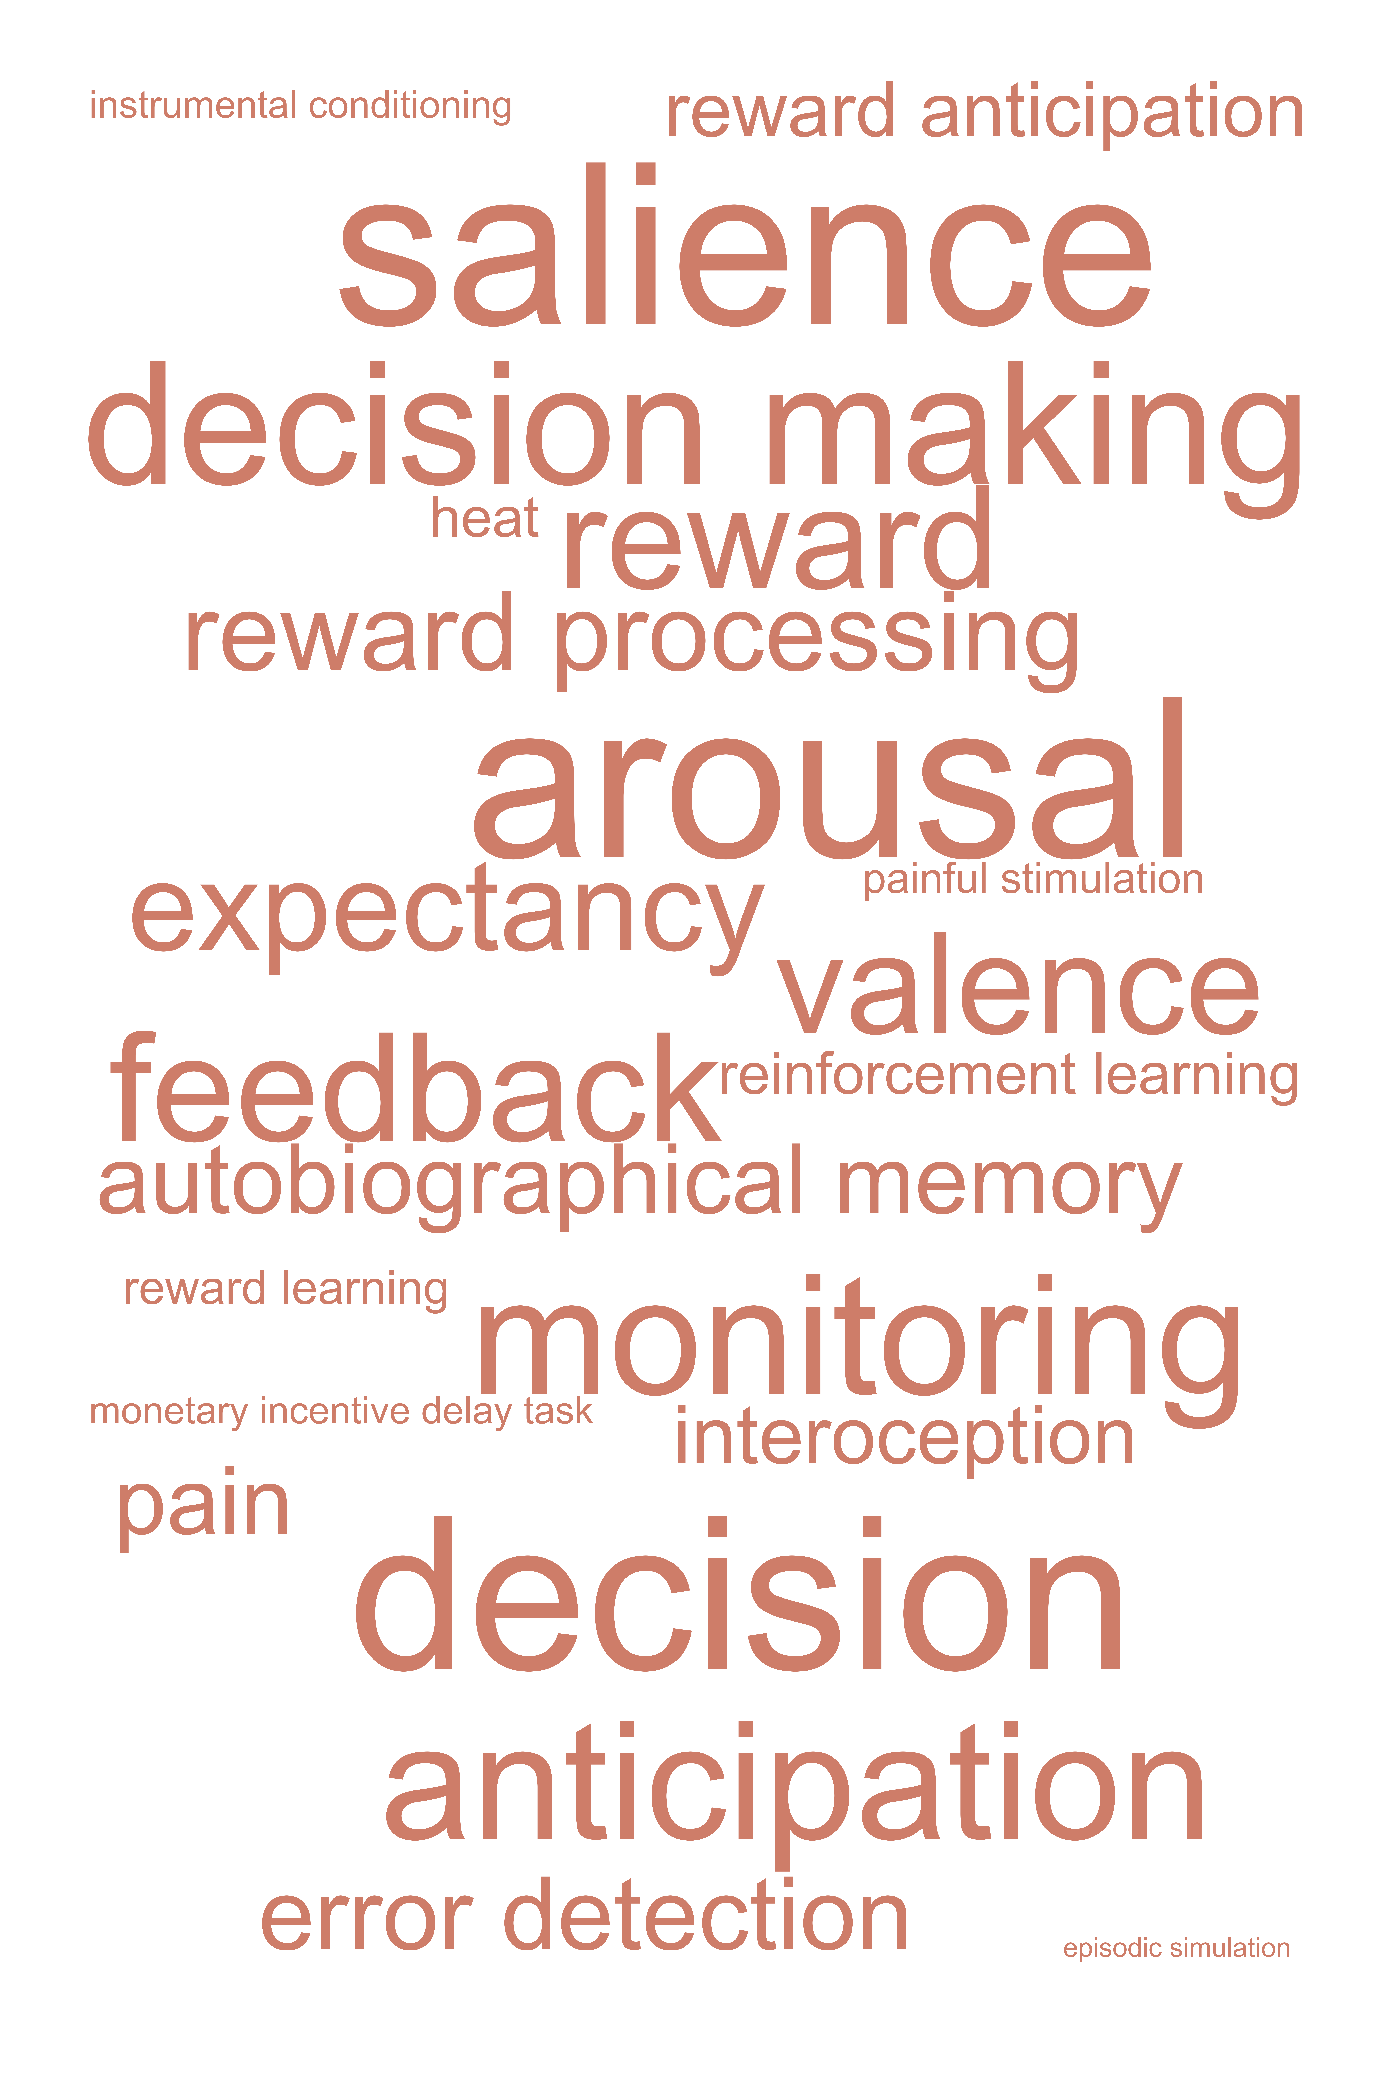 instrumental conditioning
reward anticipation
salience
decision making
heat
reward
reward processing
arousal
painful stimulation
expectancy
valence
feedback
reinforcement learning
autobiographical memory
reward learning
monitoring
monetary incentive delay task
interoception
pain
decision
anticipation
error detection
episodic simulation